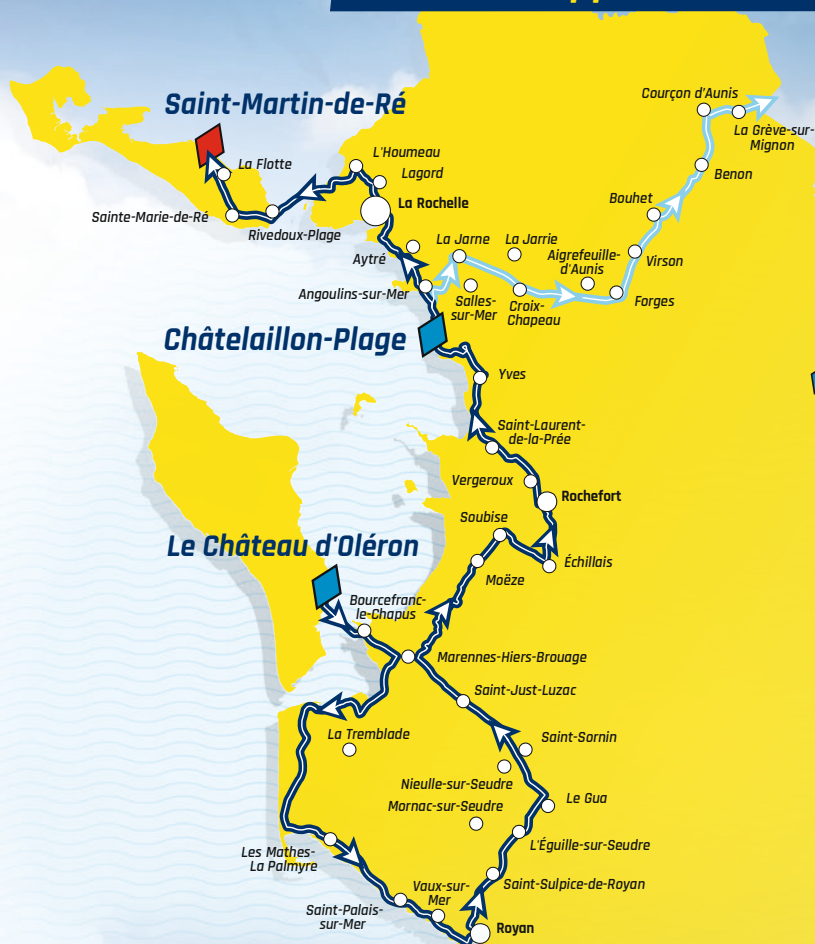 Saint-Martin-de-Ré
Courçon d'Aunis
La Grève-sur-
Mignon
L'Houmeau
La Flotte
Lagord
Benon
La Rochelle
Bouhet
Sainte-Marie-de-Ré
Rivedoux-Plage
La Jarne
La Jarrie
Aytré
Aigrefeuille-
d'Aunis
Virson
Angoulins-sur-Mer
Salles-
sur-Mer
Croix-
Chapeau
Forges
Châtelaillon-Plage
Yves
Saint-Laurent-
de-la-Prée
Vergeroux
Rochefort
Soubise
Le Château d'Oléron
Échillais
Moëze
Bourcefranc-
le-Chapus
Marennes-Hiers-Brouage
Saint-Just-Luzac
La Tremblade
Saint-Sornin
Nieulle-sur-Seudre
Mornac-sur-Seudre
Le Gua
L'Éguille-sur-Seudre
Les Mathes-
La Palmyre
Saint-Sulpice-de-Royan
Vaux-sur-
Mer
Saint-Palais-
sur-Mer
Royan